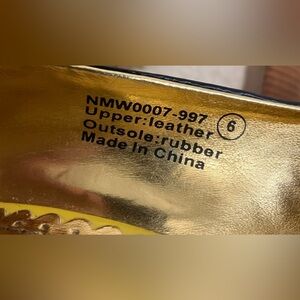 NMW0007-997
Upper:leather 6
Outsole:rubber
Made In China